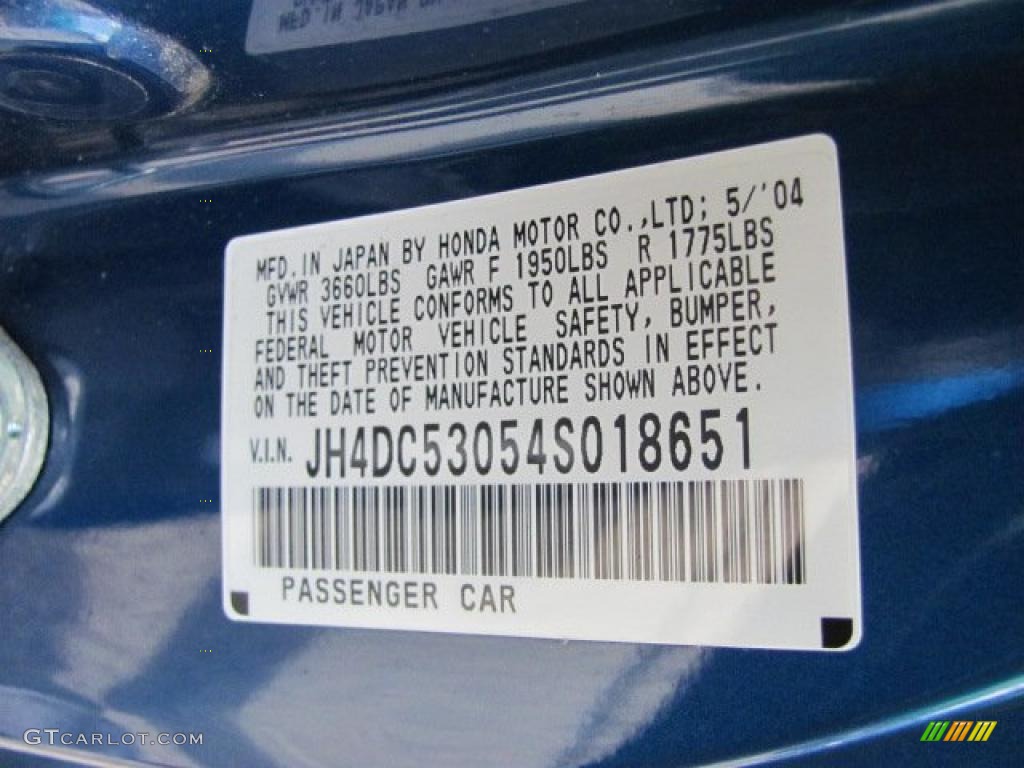 MFD. IN JAPAN BY HONDA MOTOR CO.,LTD; 5/'04
GVWR 3660LBS GAWR F 1950LBS R 1775LBS
THIS VEHICLE CONFORMS TO ALL APPLICABLE
FEDERAL MOTOR VEHICLE SAFETY, BUMPER,
AND THEFT PREVENTION STANDARDS IN EFFECT
ON THE DATE OF MANUFACTURE SHOWN ABOVE.
V.I.N. JH4DC53054S018651
PASSENGER CAR
GTCARLOT.COM